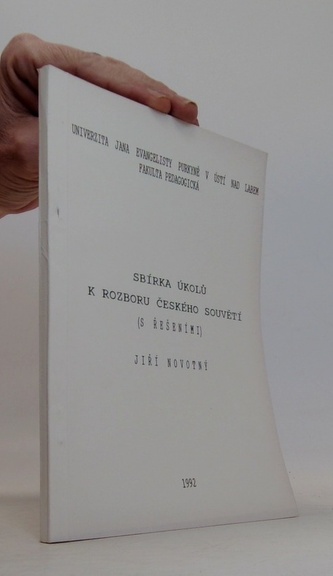 UNIVERZITA JANA EVANGELISTY PURKYNĚ V ÚSTÍ NAD LABEM
FAKULTA PEDAGOGICKÁ
SBÍRKA ÚKOLŮ
K ROZBORU ČESKÉHO SOUVĚTÍ
(S ŘEŠENÍMI)
JIŘÍ NOVOTNÝ
1992